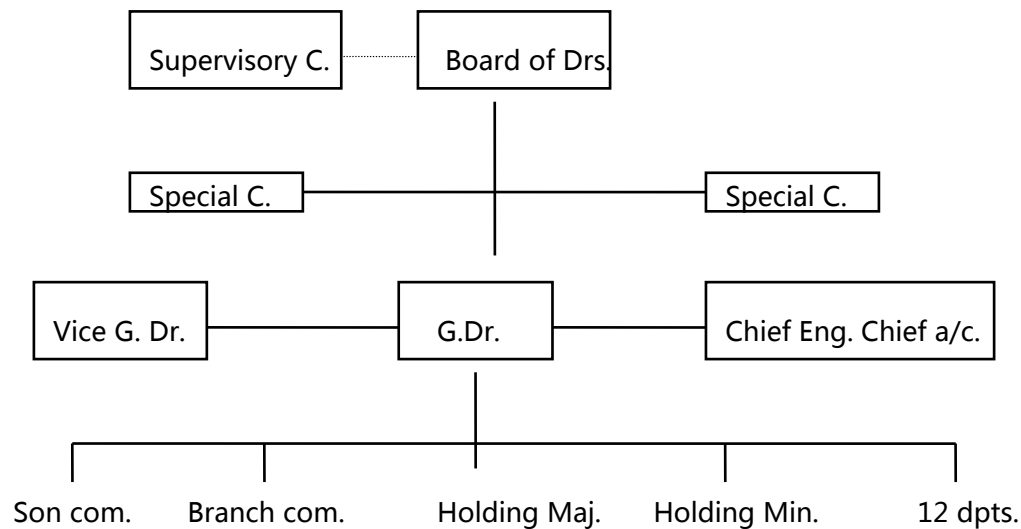 Supervisory C.
Board of Drs.
Special C.
Special C.
Vice G. Dr.
G.Dr.
Chief Eng. Chief a/c.
Son com.
Branch com.
Holding Maj.
Holding Min.
12 dpts.